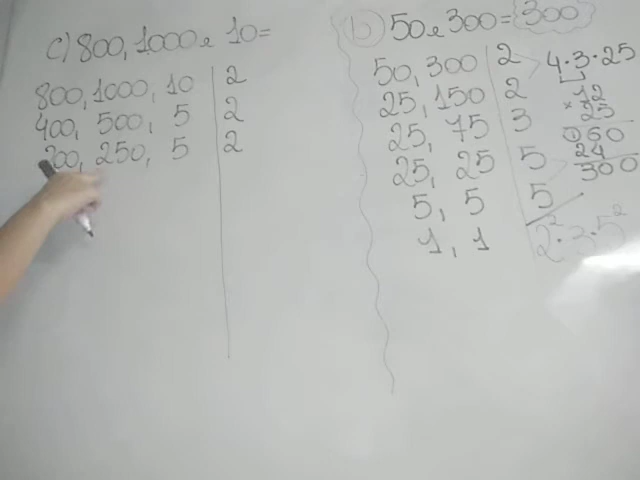 c) 800, 1000 e 10=
800, 1000, 10 | 2
400, 500, 5 | 2
200, 250, 5 | 2
b) 50 e 300 = 300
50, 300 | 2
25, 150 | 2
25, 75 | 3
25, 25 | 5
5, 5 | 5
1, 1
2²·3·5²
4·3·25
12
×25
060
24
300